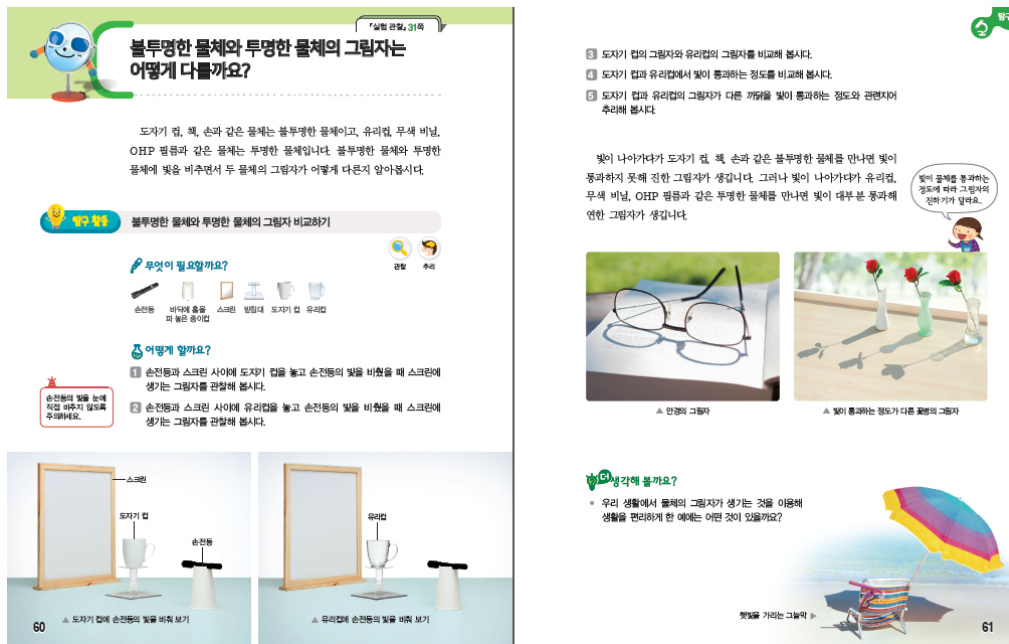 『실험 관찰』 31쪽
불투명한 물체와 투명한 물체의 그림자는
어떻게 다를까요?
도자기 컵, 책, 손과 같은 물체는 불투명한 물체이고, 유리컵, 무색 비닐,
OHP 필름과 같은 물체는 투명한 물체입니다. 불투명한 물체와 투명한
물체에 빛을 비추면서 두 물체의 그림자가 어떻게 다른지 알아봅시다.
탐구 활동
불투명한 물체와 투명한 물체의 그림자 비교하기
관찰
추리
무엇이 필요할까요?
손전등
바닥에 홈을
파 놓은 종이컵
스크린
받침대
도자기 컵
유리컵
어떻게 할까요?
1 손전등과 스크린 사이에 도자기 컵을 놓고 손전등의 빛을 비췄을 때 스크린에
생기는 그림자를 관찰해 봅시다.
2 손전등과 스크린 사이에 유리컵을 놓고 손전등의 빛을 비췄을 때 스크린에
생기는 그림자를 관찰해 봅시다.
손전등의 빛을 눈에
직접 비추지 않도록
주의하세요.
스크린
도자기 컵
손전등
유리컵
▲ 도자기 컵에 손전등의 빛을 비춰 보기
▲ 유리컵에 손전등의 빛을 비춰 보기
60
탐구
3 도자기 컵의 그림자와 유리컵의 그림자를 비교해 봅시다.
4 도자기 컵과 유리컵에서 빛이 통과하는 정도를 비교해 봅시다.
5 도자기 컵과 유리컵의 그림자가 다른 까닭을 빛이 통과하는 정도와 관련지어
추리해 봅시다.
빛이 나아가다가 도자기 컵, 책, 손과 같은 불투명한 물체를 만나면 빛이
통과하지 못해 진한 그림자가 생깁니다. 그러나 빛이 나아가다가 유리컵,
무색 비닐, OHP 필름과 같은 투명한 물체를 만나면 빛이 대부분 통과해
연한 그림자가 생깁니다.
빛이 물체를 통과하는
정도에 따라 그림자의
진하기가 달라요.
▲ 안경의 그림자
▲ 빛이 통과하는 정도가 다른 꽃병의 그림자
더 생각해 볼까요?
• 우리 생활에서 물체의 그림자가 생기는 것을 이용해
생활을 편리하게 한 예에는 어떤 것이 있을까요?
햇빛을 가리는 그늘막 ▶
61